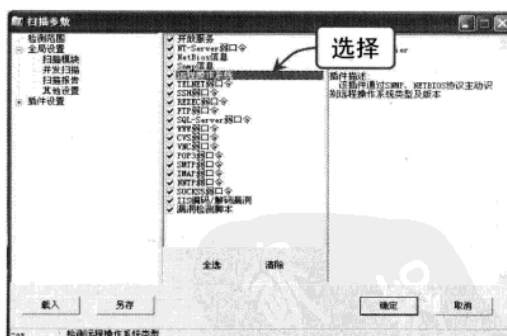 扫描参数
检测范围
全局设置
扫描模块
并发扫描
扫描报告
其他设置
插件设置
开放服务
NT-Server弱口令
NetBios信息
Snmp信息
远程操作系统
TELNET弱口令
SSH弱口令
REXEC弱口令
FTP弱口令
SQL-Server弱口令
WWW弱口令
CVS弱口令
VNC弱口令
POP3弱口令
SMTP弱口令
IMAP弱口令
NNTP弱口令
SOCKS5弱口令
IIS编码/解码漏洞
漏洞检测脚本
选择
插件描述:
该插件通过SNMP、NETBIOS协议主动识
别远程操作系统类型及版本
全选
清除
载入
另存
确定
取消
检测远程操作系统类型